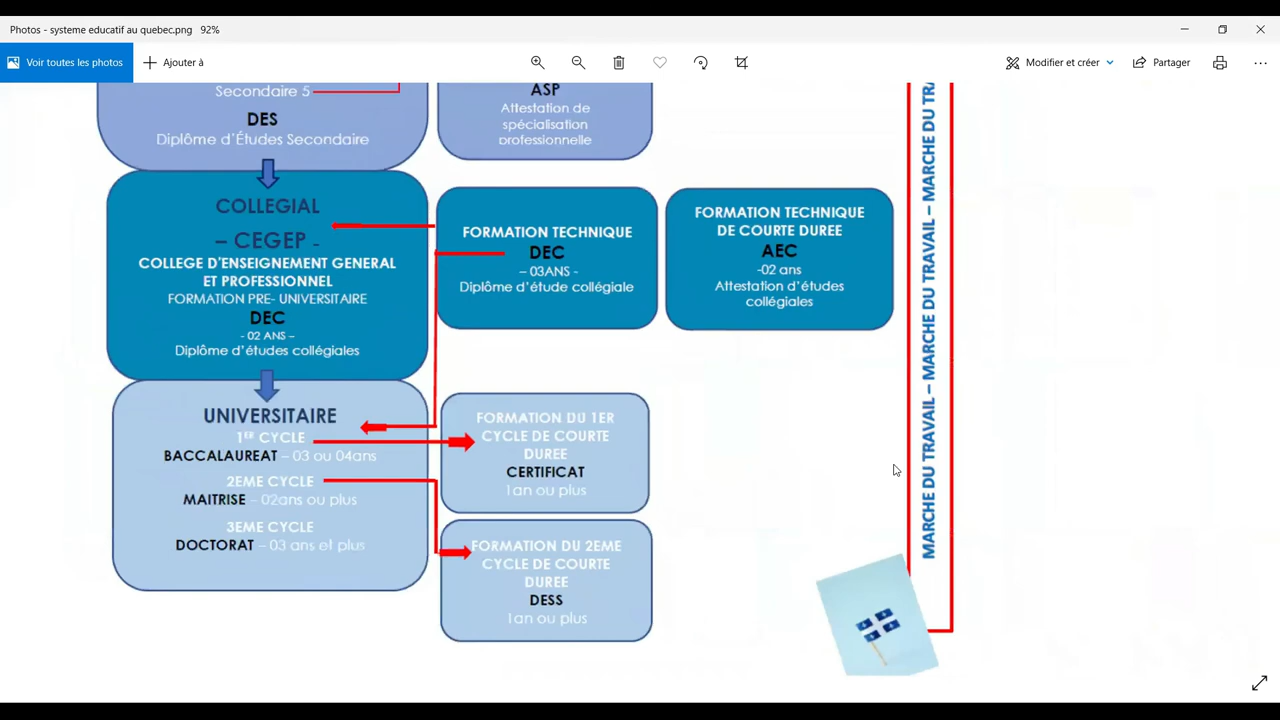 Photos - systeme educatif au quebec.png 92%
Voir toutes les photos
Ajouter à
Modifier et créer
Partager
Secondaire 5
DES
Diplôme d'Études Secondaire
ASP
Attestation de
spécialisation
professionnelle
COLLEGIAL
– CEGEP -
COLLEGE D'ENSEIGNEMENT GENERAL
ET PROFESSIONNEL
FORMATION PRE- UNIVERSITAIRE
DEC
- 02 ANS –
Diplôme d'études collégiales
FORMATION TECHNIQUE
DEC
– 03ANS -
Diplôme d'étude collégiale
FORMATION TECHNIQUE
DE COURTE DUREE
AEC
-02 ans
Attestation d'études
collégiales
UNIVERSITAIRE
1ER CYCLE
BACCALAUREAT – 03 ou 04ans
2EME CYCLE
MAITRISE – 02ans ou plus
3EME CYCLE
DOCTORAT – 03 ans et plus
FORMATION DU 1ER
CYCLE DE COURTE
DUREE
CERTIFICAT
1an ou plus
FORMATION DU 2EME
CYCLE DE COURTE
DUREE
DESS
1an ou plus
MARCHE DU TRAVAIL – MARCHE DU TRAVAIL – MARCHE DU TRA